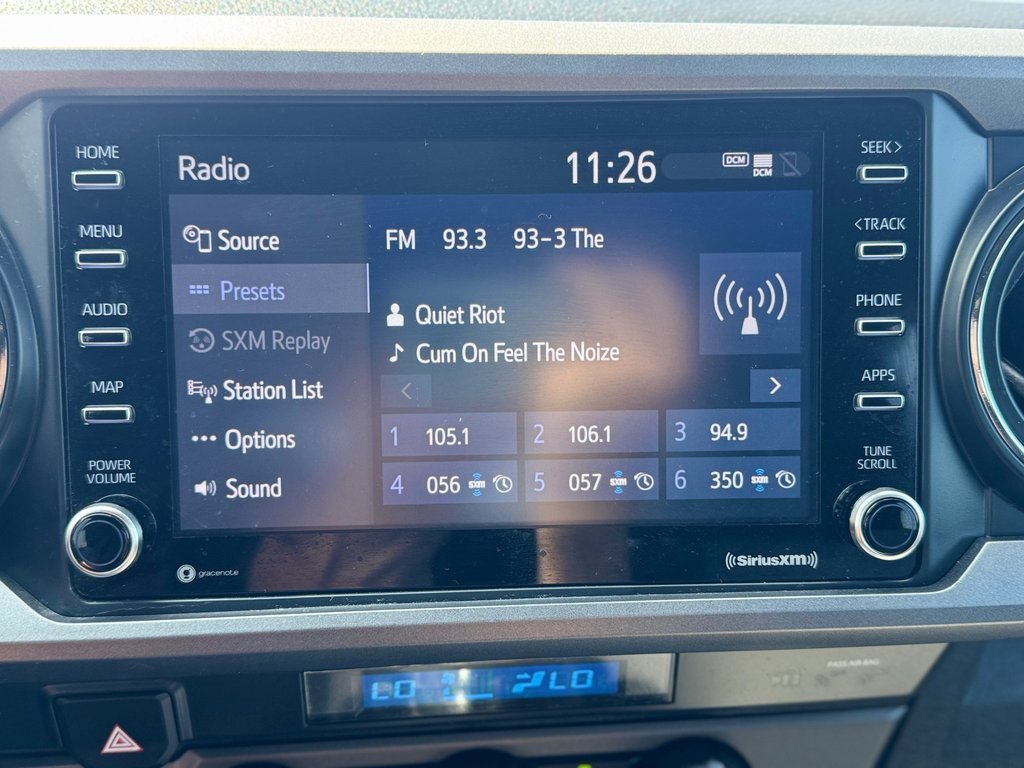 HOME
MENU
AUDIO
MAP
POWER
VOLUME
Radio
11:26
DCM
DCM
Source
Presets
SXM Replay
Station List
Options
Sound
FM 93.3 93-3 The
Quiet Riot
Cum On Feel The Noize
< >
1 105.1
2 106.1
3 94.9
4 056 sxm
5 057 sxm
6 350 sxm
SEEK >
< TRACK
PHONE
APPS
TUNE
SCROLL
gracenote
((SiriusXM))
LO
LO
PASS AIR BAG